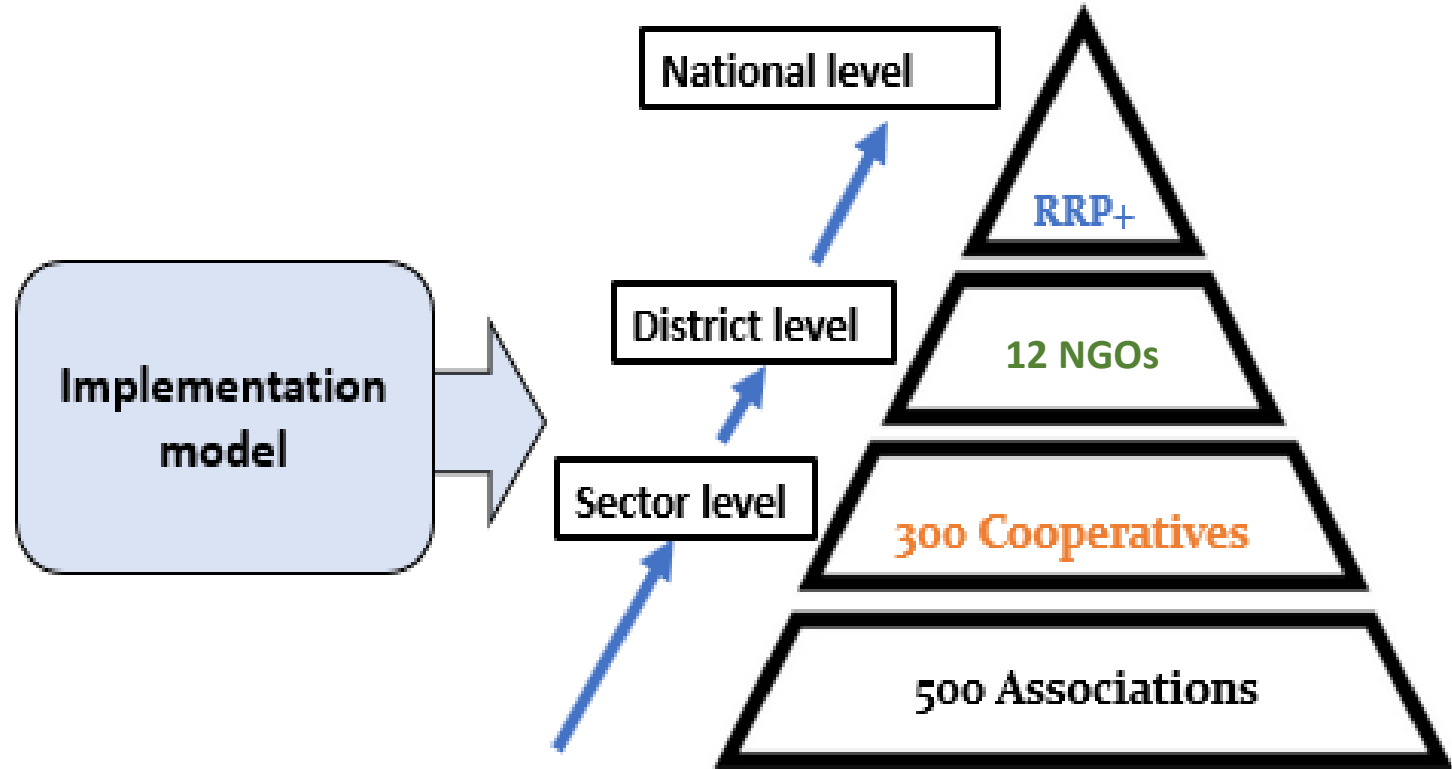 National level
RRP+
District level
12 NGOs
Implementation
model
Sector level
300 Cooperatives
500 Associations